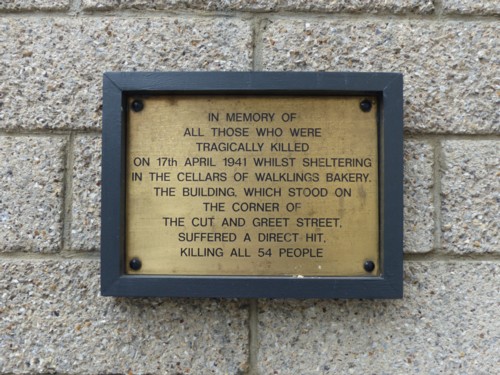 IN MEMORY OF
ALL THOSE WHO WERE
TRAGICALLY KILLED
ON 17th APRIL 1941 WHILST SHELTERING
IN THE CELLARS OF WALKLINGS BAKERY.
THE BUILDING, WHICH STOOD ON
THE CORNER OF
THE CUT AND GREET STREET,
SUFFERED A DIRECT HIT,
KILLING ALL 54 PEOPLE